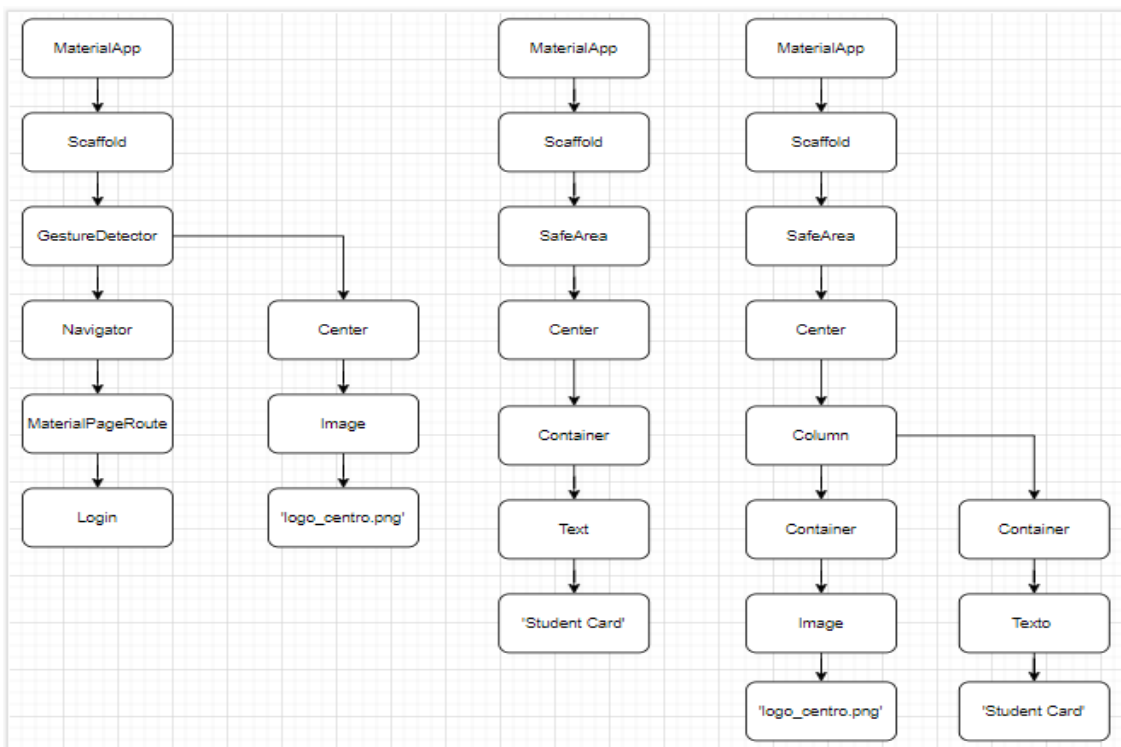 MaterialApp
Scaffold
GestureDetector
Navigator
MaterialPageRoute
Login
Center
Image
'logo_centro.png'
MaterialApp
Scaffold
SafeArea
Center
Container
Text
'Student Card'
MaterialApp
Scaffold
SafeArea
Center
Column
Container
Image
'logo_centro.png'
Container
Texto
'Student Card'